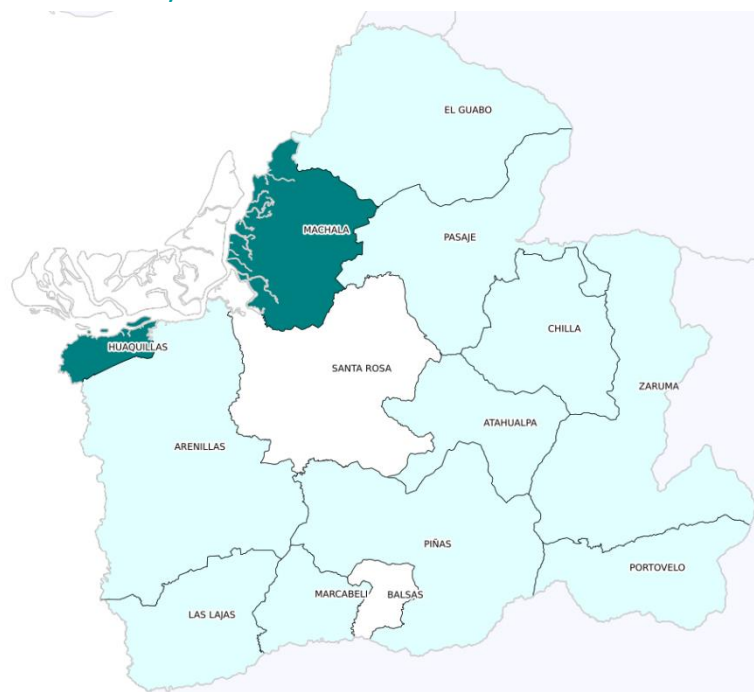 EL GUABO
MACHALA
PASAJE
CHILLA
HUAQUILLAS
SANTA ROSA
ZARUMA
ATAHUALPA
ARENILLAS
PIÑAS
PORTOVELO
MARCABELI
BALSAS
LAS LAJAS